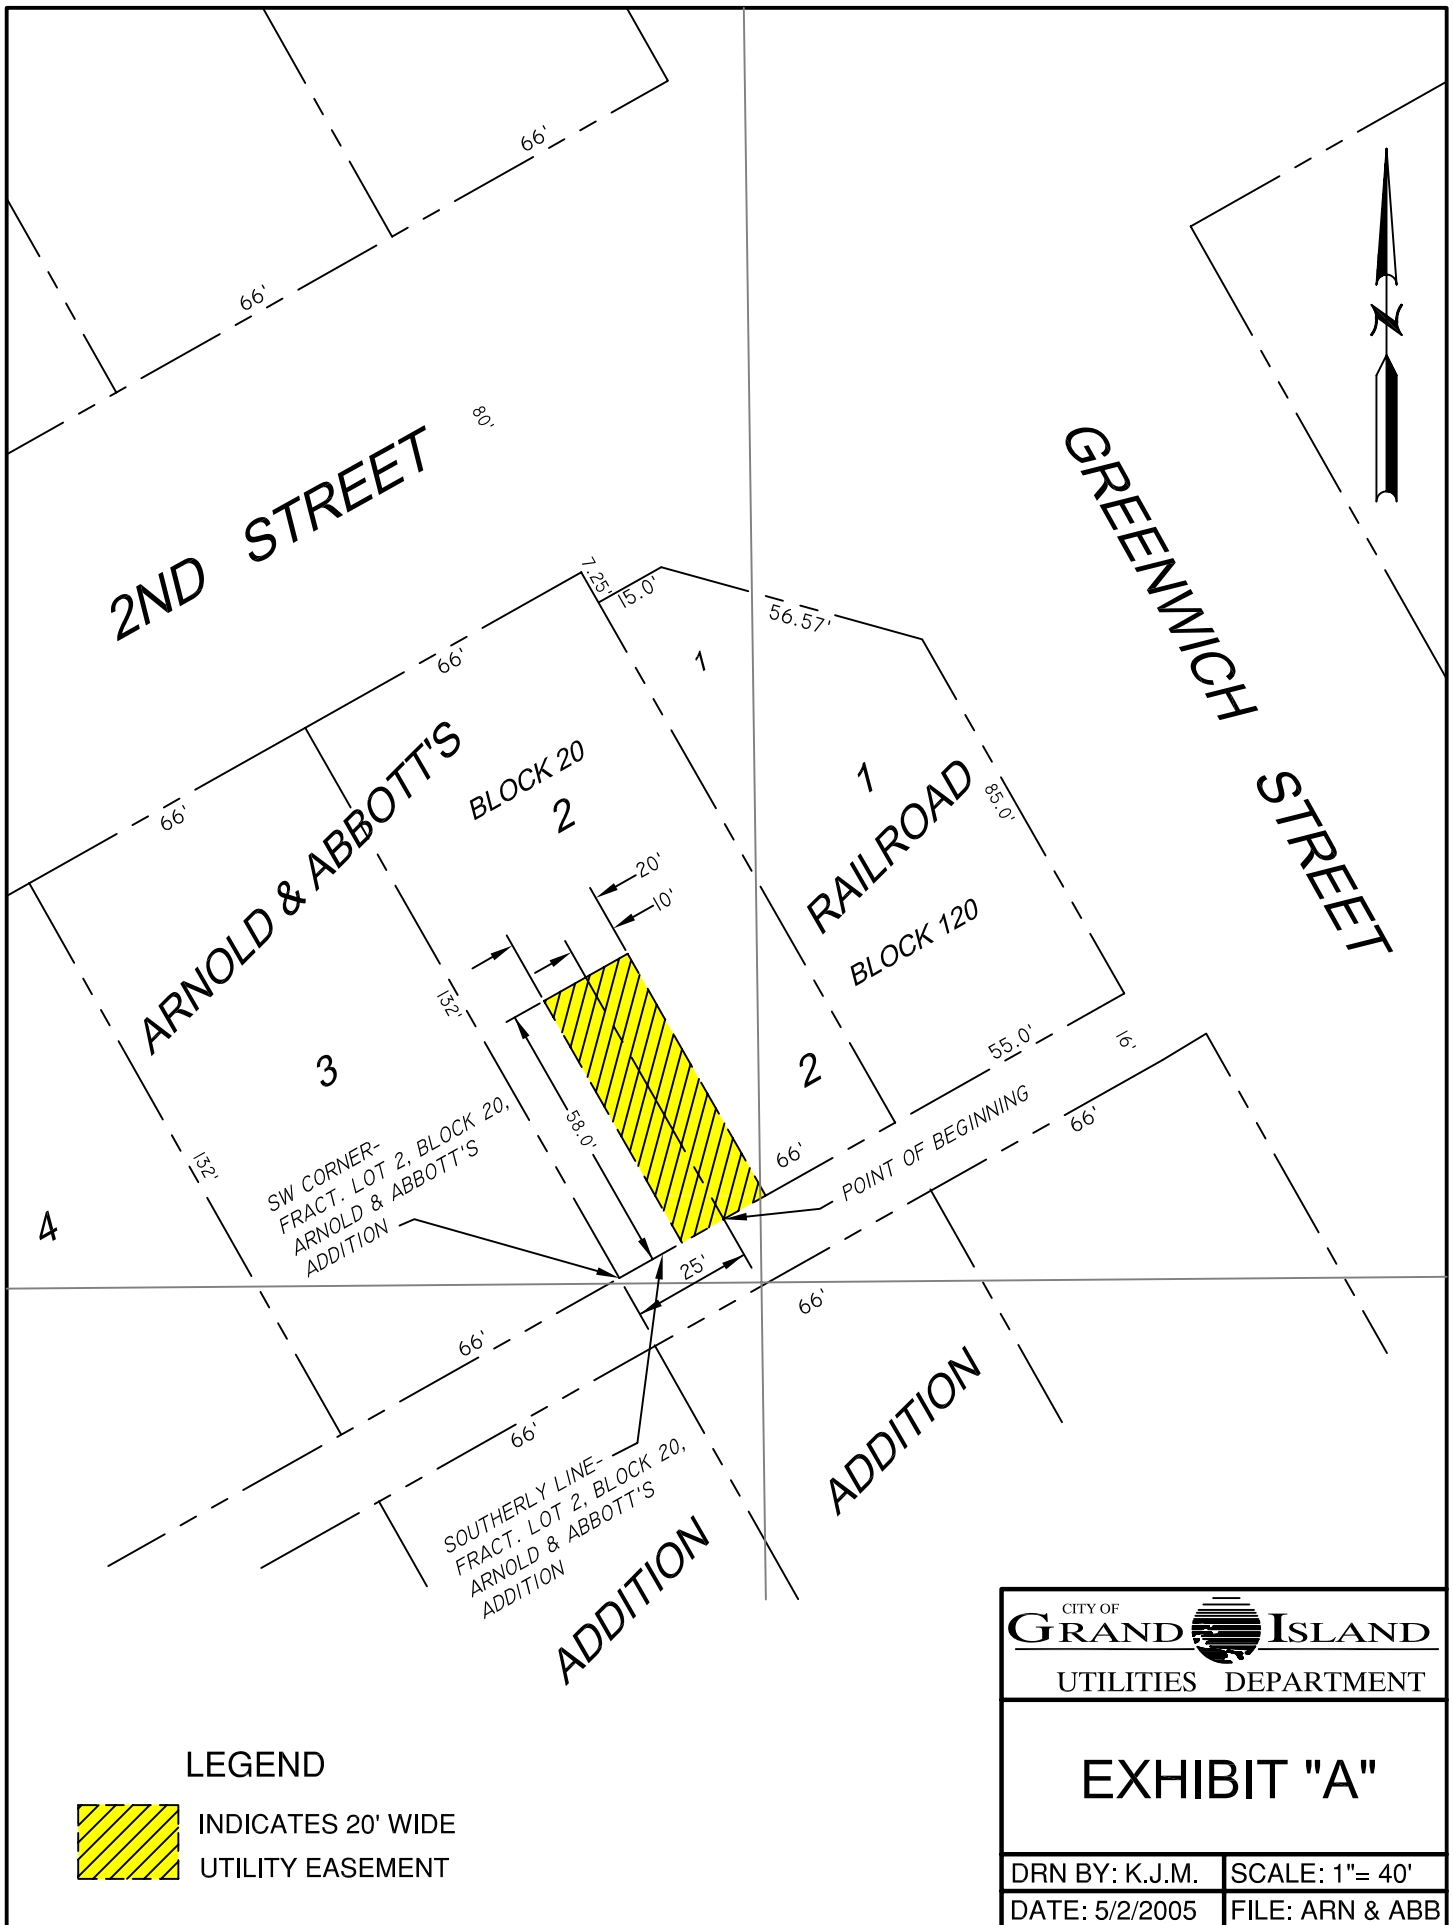 66'
66'
80'
2ND STREET
GREENWICH STREET
N
7.25'
15.0'
56.57'
66'
66'
1
1
ARNOLD & ABBOTT'S
BLOCK 20
2
RAILROAD
BLOCK 120
85.0'
20'
10'
132'
132'
3
4
2
58.0'
55.0'
16'
66'
66'
SW CORNER-
FRACT. LOT 2, BLOCK 20,
ARNOLD & ABBOTT'S
ADDITION
POINT OF BEGINNING
25'
66'
66'
66'
SOUTHERLY LINE-
FRACT. LOT 2, BLOCK 20,
ARNOLD & ABBOTT'S
ADDITION
ADDITION
ADDITION
LEGEND
INDICATES 20' WIDE
UTILITY EASEMENT
CITY OF
GRAND ISLAND
UTILITIES DEPARTMENT
EXHIBIT "A"
DRN BY: K.J.M.
SCALE: 1"= 40'
DATE: 5/2/2005
FILE: ARN & ABB